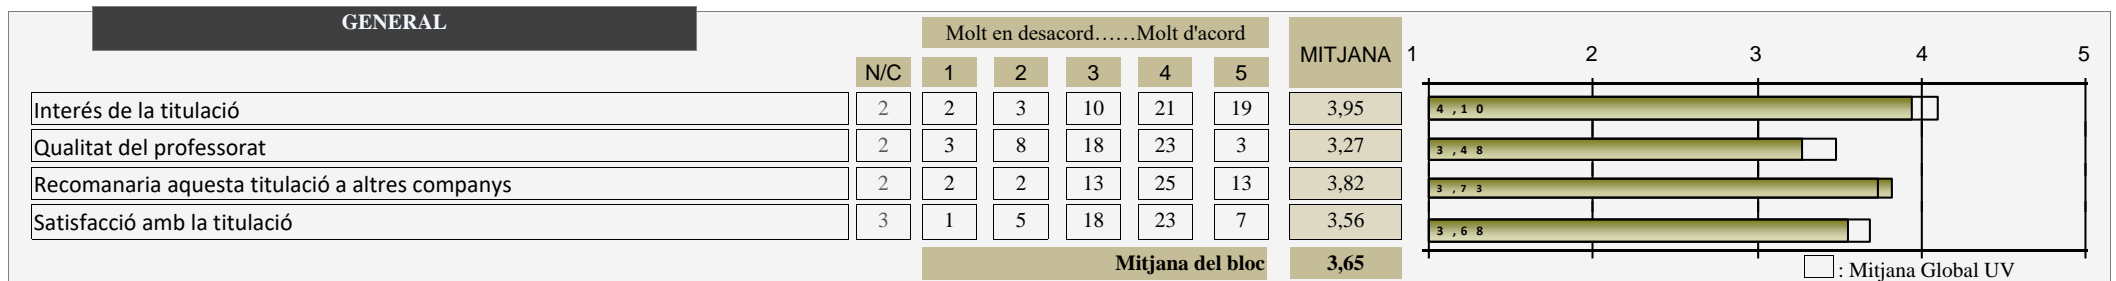 GENERAL
Molt en desacord……Molt d'acord
MITJANA
1 2 3 4 5
N/C 1 2 3 4 5
Interés de la titulació 2 2 3 10 21 19 3,95 4,10
Qualitat del professorat 2 3 8 18 23 3 3,27 3,48
Recomanaria aquesta titulació a altres companys 2 2 2 13 25 13 3,82 3,73
Satisfacció amb la titulació 3 1 5 18 23 7 3,56 3,68
Mitjana del bloc 3,65
: Mitjana Global UV